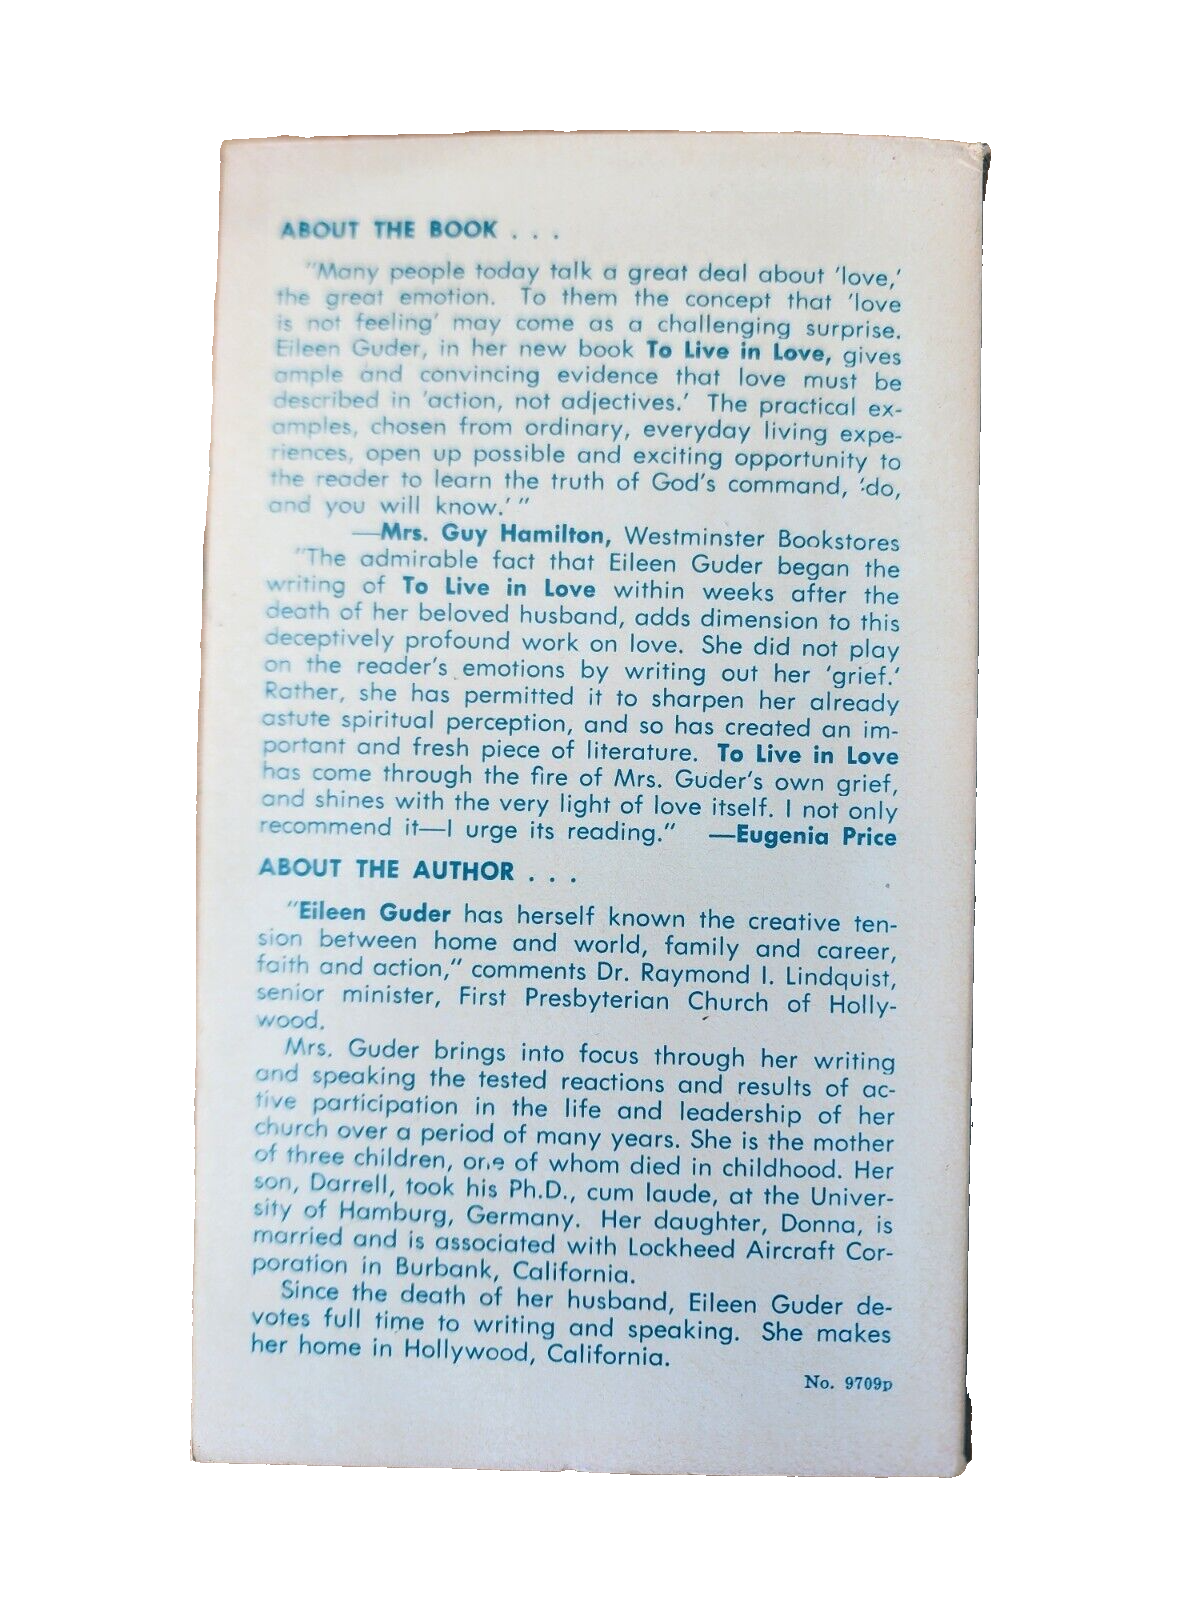 ABOUT THE BOOK . . .
"Many people today talk a great deal about 'love,'
the great emotion. To them the concept that 'love
is not feeling' may come as a challenging surprise.
Eileen Guder, in her new book To Live in Love, gives
ample and convincing evidence that love must be
described in 'action, not adjectives.' The practical ex-
amples, chosen from ordinary, everyday living expe-
riences, open up possible and exciting opportunity to
the reader to learn the truth of God's command, 'do,
and you will know.' "
—Mrs. Guy Hamilton, Westminster Bookstores
"The admirable fact that Eileen Guder began the
writing of To Live in Love within weeks after the
death of her beloved husband, adds dimension to this
deceptively profound work on love. She did not play
on the reader's emotions by writing out her 'grief.'
Rather, she has permitted it to sharpen her already
astute spiritual perception, and so has created an im-
portant and fresh piece of literature. To Live in Love
has come through the fire of Mrs. Guder's own grief,
and shines with the very light of love itself. I not only
recommend it—I urge its reading." —Eugenia Price
ABOUT THE AUTHOR . . .
"Eileen Guder has herself known the creative ten-
sion between home and world, family and career,
faith and action," comments Dr. Raymond I. Lindquist,
senior minister, First Presbyterian Church of Holly-
wood.
Mrs. Guder brings into focus through her writing
and speaking the tested reactions and results of ac-
tive participation in the life and leadership of her
church over a period of many years. She is the mother
of three children, one of whom died in childhood. Her
son, Darrell, took his Ph.D., cum laude, at the Univer-
sity of Hamburg, Germany. Her daughter, Donna, is
married and is associated with Lockheed Aircraft Cor-
poration in Burbank, California.
Since the death of her husband, Eileen Guder de-
votes full time to writing and speaking. She makes
her home in Hollywood, California.
No. 9709p